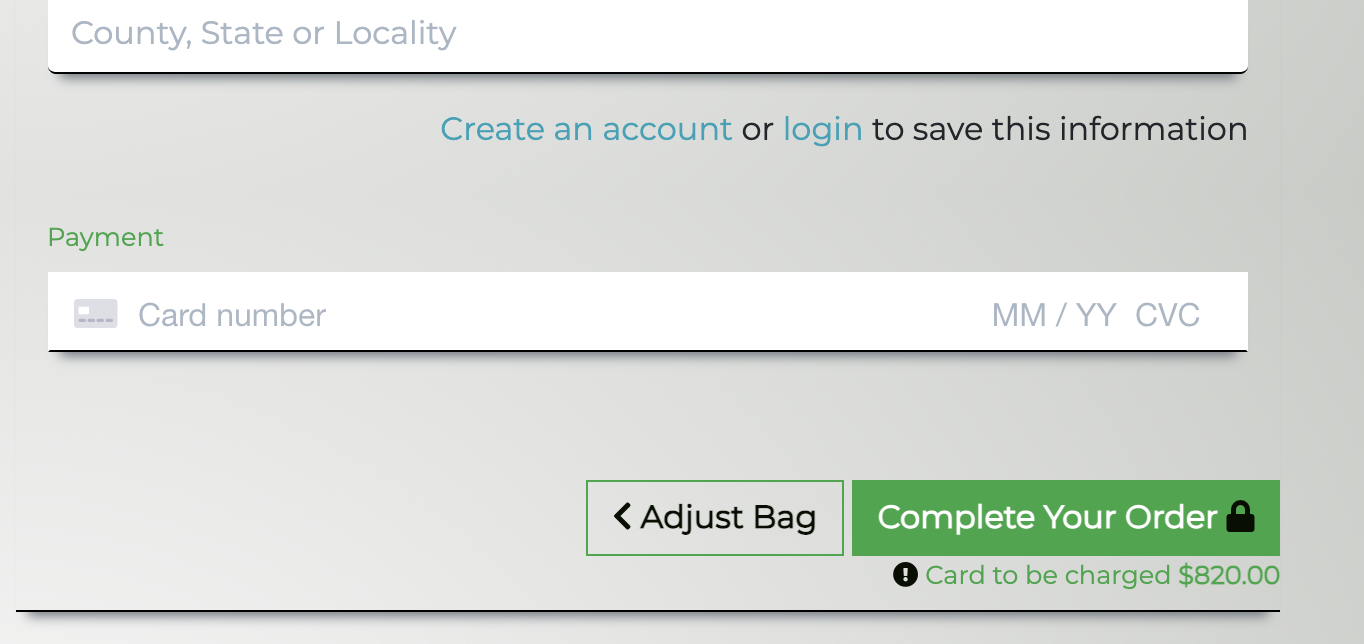 County, State or Locality
Create an account or login to save this information
Payment
Card number MM / YY CVC
Adjust Bag Complete Your Order
Card to be charged $820.00